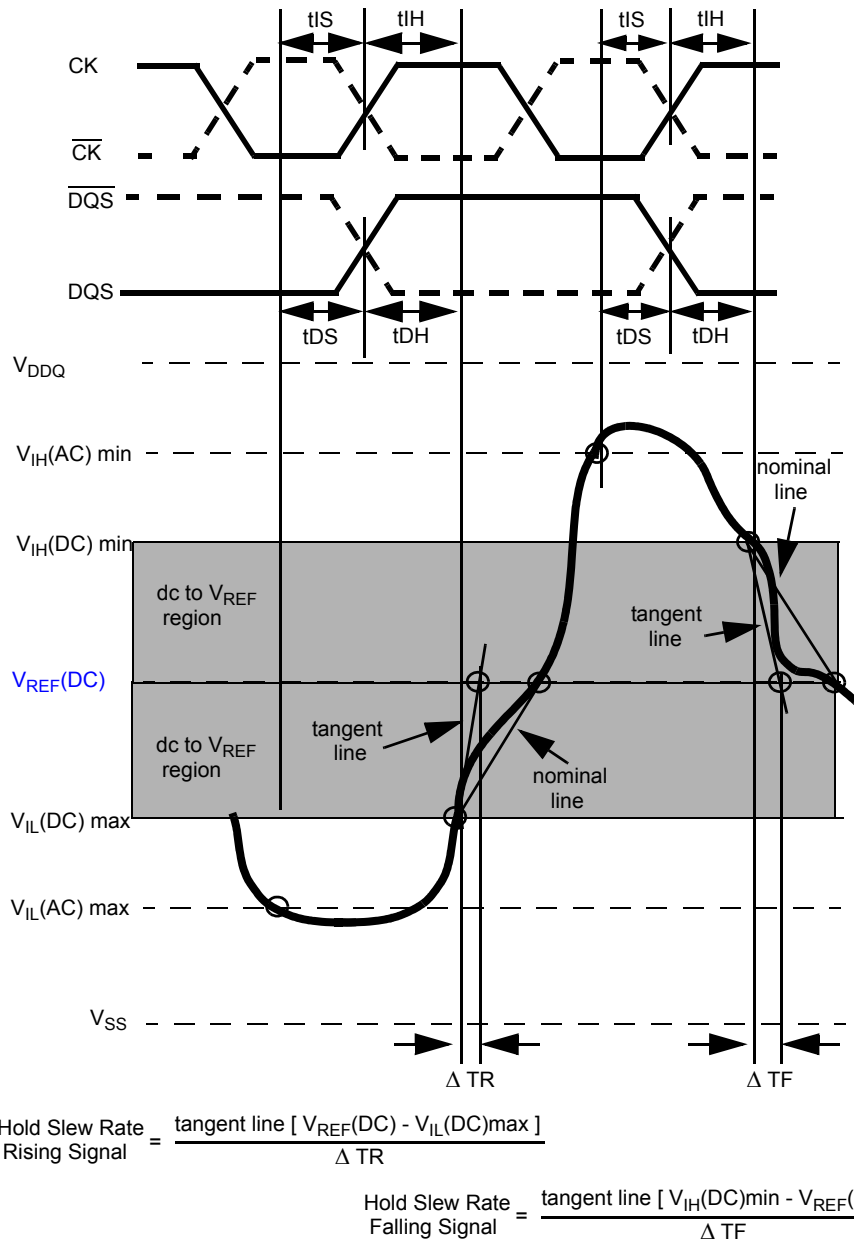 tIS tIH tIS tIH
CK
CK
DQS
DQS
tDS tDH tDS tDH
VDDQ
VIH(AC) min
nominal
line
VIH(DC) min
dc to VREF
region
tangent
line
VREF(DC)
tangent
line
dc to VREF
region
nominal
line
VIL(DC) max
VIL(AC) max
VSS
Δ TR Δ TF
Hold Slew Rate
Rising Signal
= tangent line [ VREF(DC) - VIL(DC)max ]
Δ TR
Hold Slew Rate
Falling Signal
= tangent line [ VIH(DC)min - VREF(
Δ TF